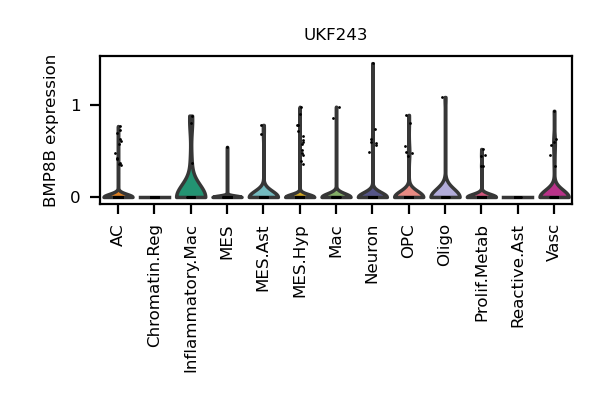 UKF243
BMP8B expression
1
0
AC
Chromatin.Reg
Inflammatory.Mac
MES
MES.Ast
MES.Hyp
Mac
Neuron
OPC
Oligo
Prolif.Metab
Reactive.Ast
Vasc